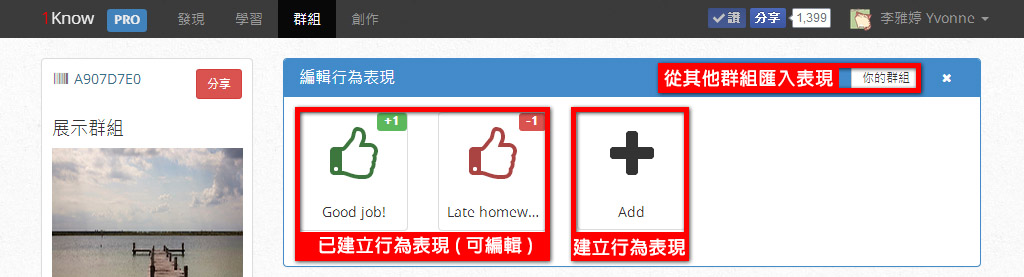 1Know PRO 發現 學習 群組 創作 讚 分享 1,399 李雅婷 Yvonne
A907D7E0 分享
展示群組
編輯行為表現 從其他群組匯入表現 你的群組
+1 -1
Good job! Late homew... Add
已建立行為表現 ( 可編輯 ) 建立行為表現